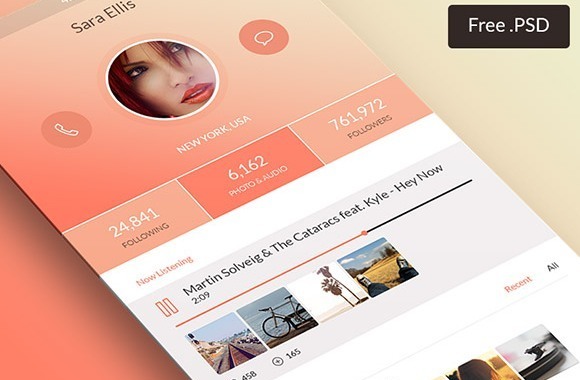 Sara Ellis
Free .PSD
NEW YORK, USA
24,841
FOLLOWING
6,162
PHOTO & AUDIO
761,972
FOLLOWERS
Now Listening
Martin Solveig & The Cataracs feat. Kyle - Hey Now
2:09
Recent
All
458
165